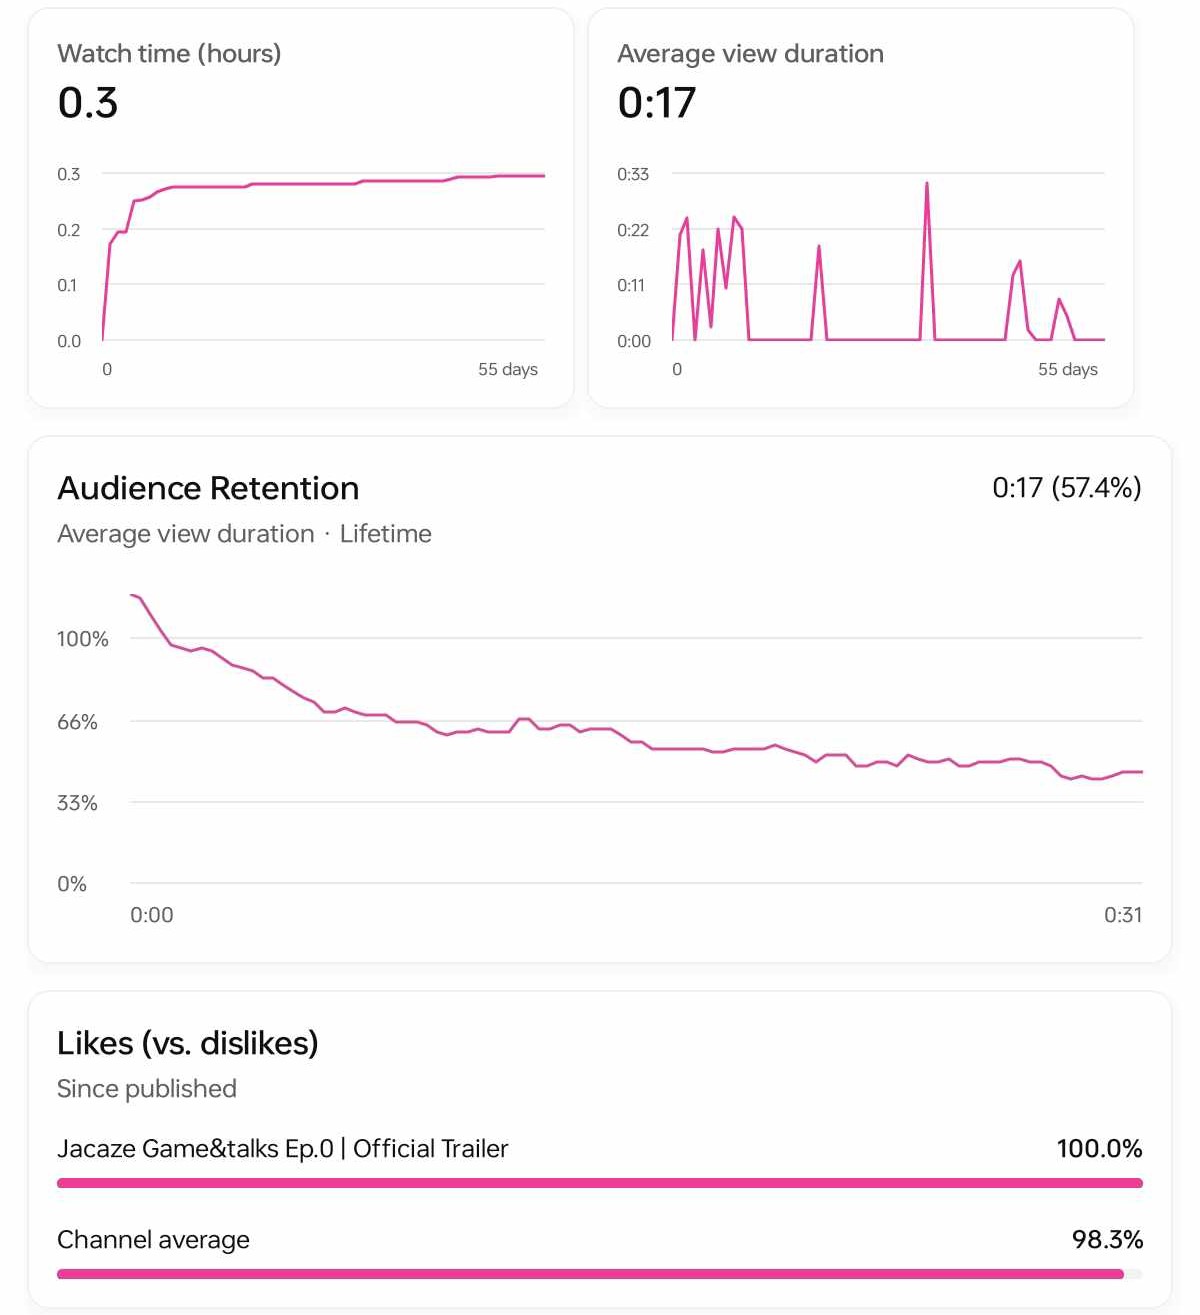 Watch time (hours)
0.3
0.3
0.2
0.1
0.0
0
55 days
Average view duration
0:17
0:33
0:22
0:11
0:00
0
55 days
Audience Retention
0:17 (57.4%)
Average view duration · Lifetime
100%
66%
33%
0%
0:00
0:31
Likes (vs. dislikes)
Since published
Jacaze Game&talks Ep.0 | Official Trailer
100.0%
Channel average
98.3%